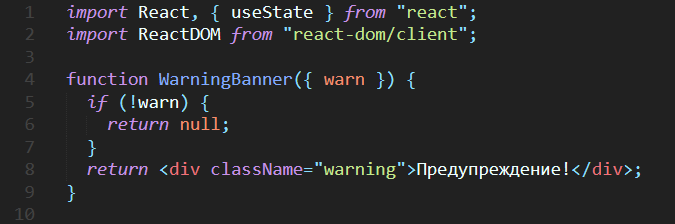 1 import React, { useState } from "react";
2 import ReactDOM from "react-dom/client";
3
4 function WarningBanner({ warn }) {
5   if (!warn) {
6     return null;
7   }
8   return <div className="warning">Предупреждение!</div>;
9 }
10